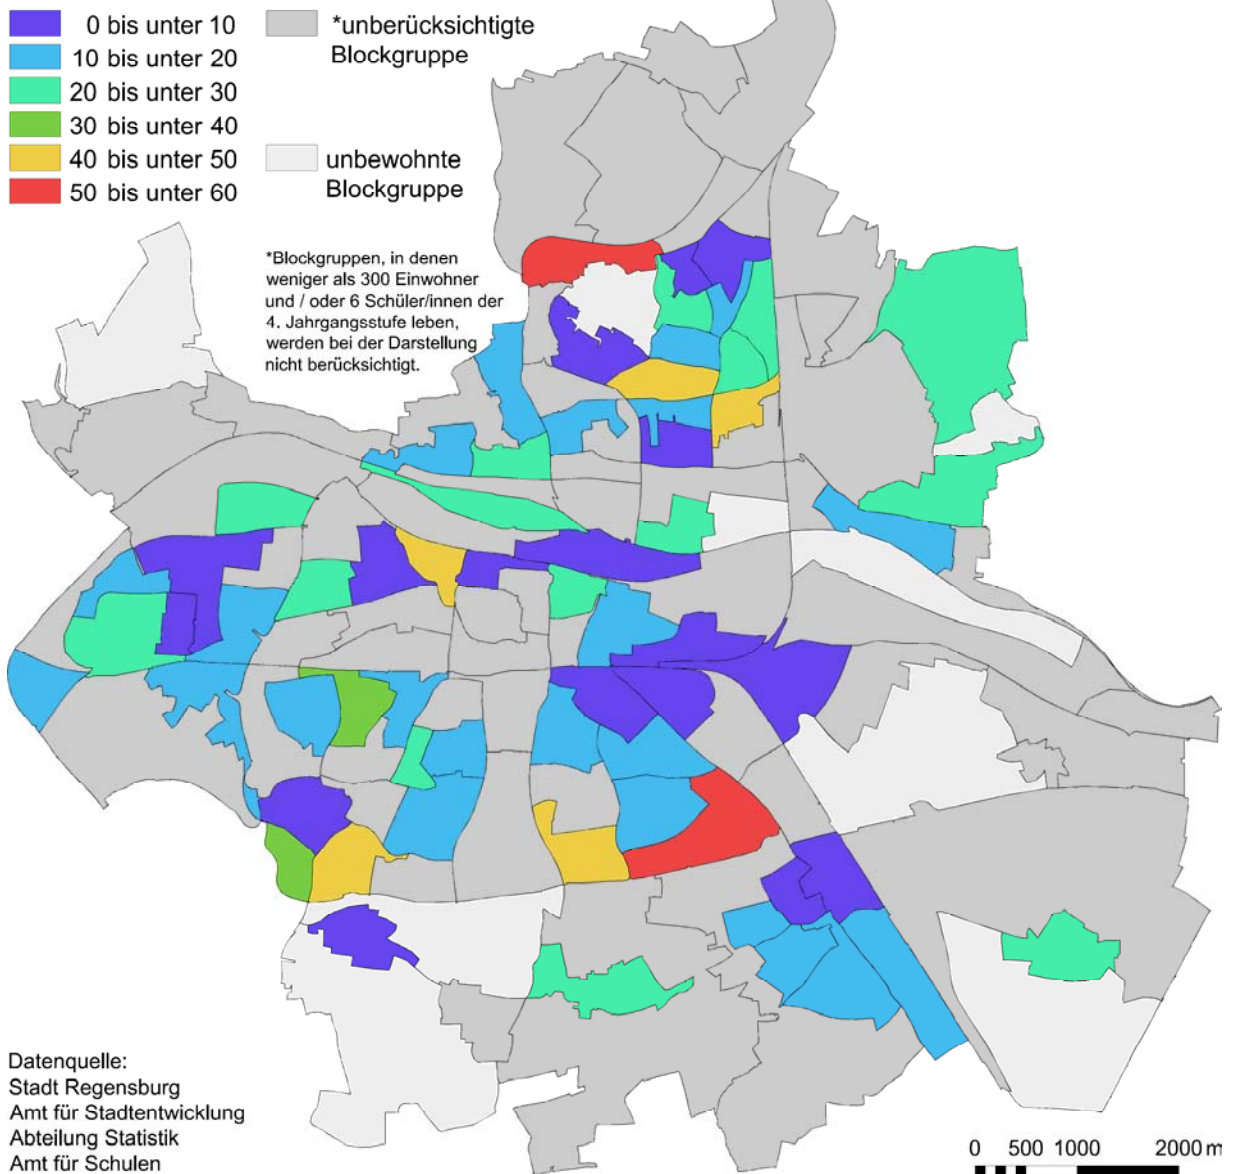 0 bis unter 10
10 bis unter 20
20 bis unter 30
30 bis unter 40
40 bis unter 50
50 bis unter 60
*unberücksichtigte
Blockgruppe
unbewohnte
Blockgruppe
*Blockgruppen, in denen
weniger als 300 Einwohner
und / oder 6 Schüler/innen der
4. Jahrgangsstufe leben,
werden bei der Darstellung
nicht berücksichtigt.
Datenquelle:
Stadt Regensburg
Amt für Stadtentwicklung
Abteilung Statistik
Amt für Schulen
0 500 1000 2000 m